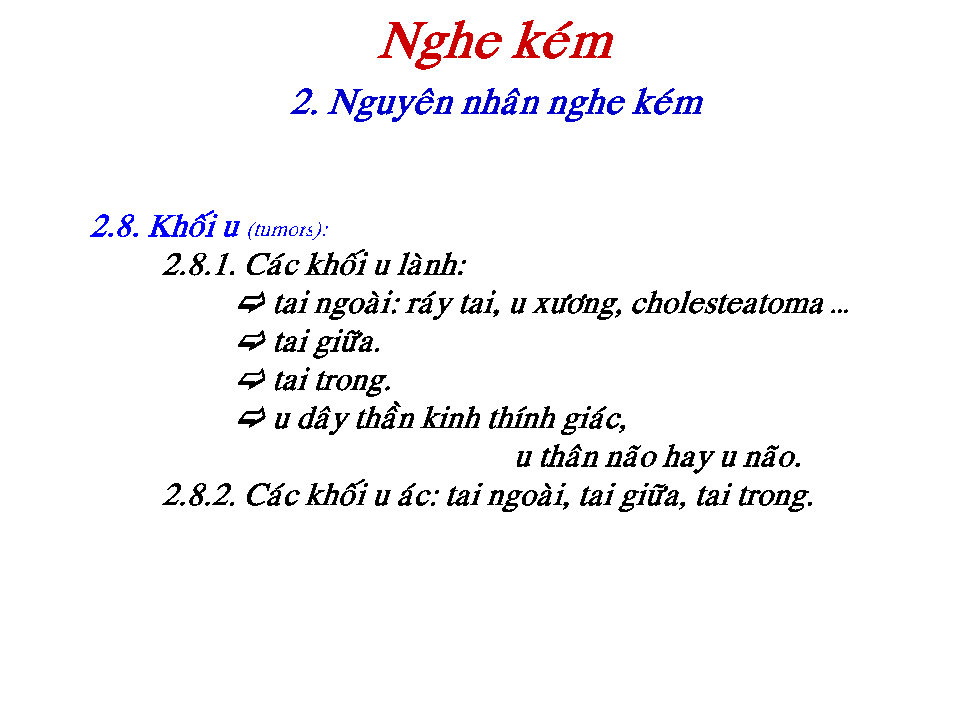 Nghe kém
2. Nguyên nhân nghe kém
2.8. Khối u (tumors):
2.8.1. Các khối u lành:
➪ tai ngoài: ráy tai, u xương, cholesteatoma ...
➪ tai giữa.
➪ tai trong.
➪ u dây thần kinh thính giác,
u thân não hay u não.
2.8.2. Các khối u ác: tai ngoài, tai giữa, tai trong.